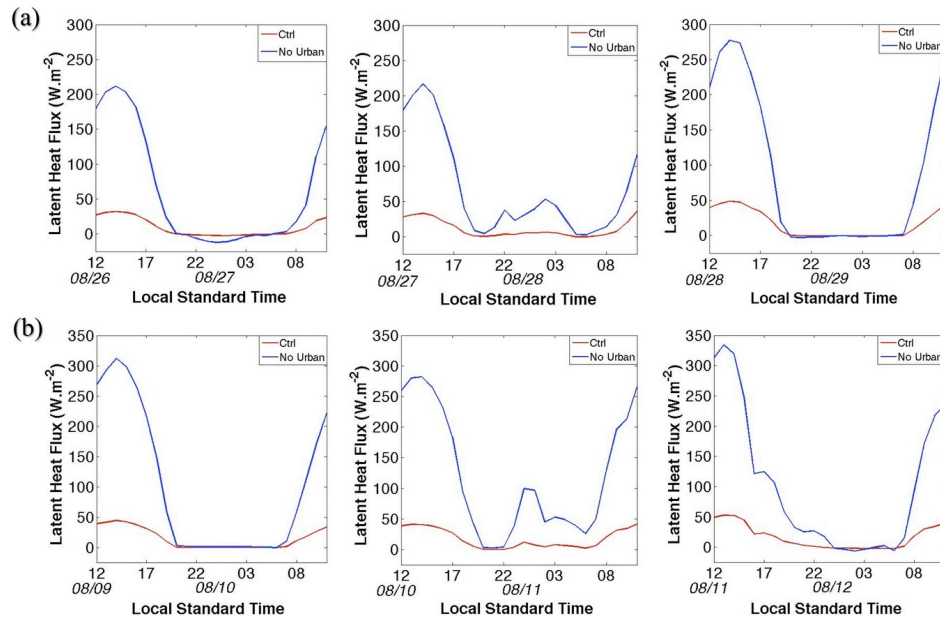 (a)
300
250
200
150
100
50
0
Latent Heat Flux (W.m⁻²)
Ctrl
No Urban
12 17 22 03 08
08/26 08/27
Local Standard Time
300
250
200
150
100
50
0
Latent Heat Flux (W.m⁻²)
Ctrl
No Urban
12 17 22 03 08
08/27 08/28
Local Standard Time
300
250
200
150
100
50
0
Latent Heat Flux (W.m⁻²)
Ctrl
No Urban
12 17 22 03 08
08/28 08/29
Local Standard Time
(b)
350
300
250
200
150
100
50
0
Latent Heat Flux (W.m⁻²)
Ctrl
No Urban
12 17 22 03 08
08/09 08/10
Local Standard Time
350
300
250
200
150
100
50
0
Latent Heat Flux (W.m⁻²)
Ctrl
No Urban
12 17 22 03 08
08/10 08/11
Local Standard Time
350
300
250
200
150
100
50
0
Latent Heat Flux (W.m⁻²)
Ctrl
No Urban
12 17 22 03 08
08/11 08/12
Local Standard Time